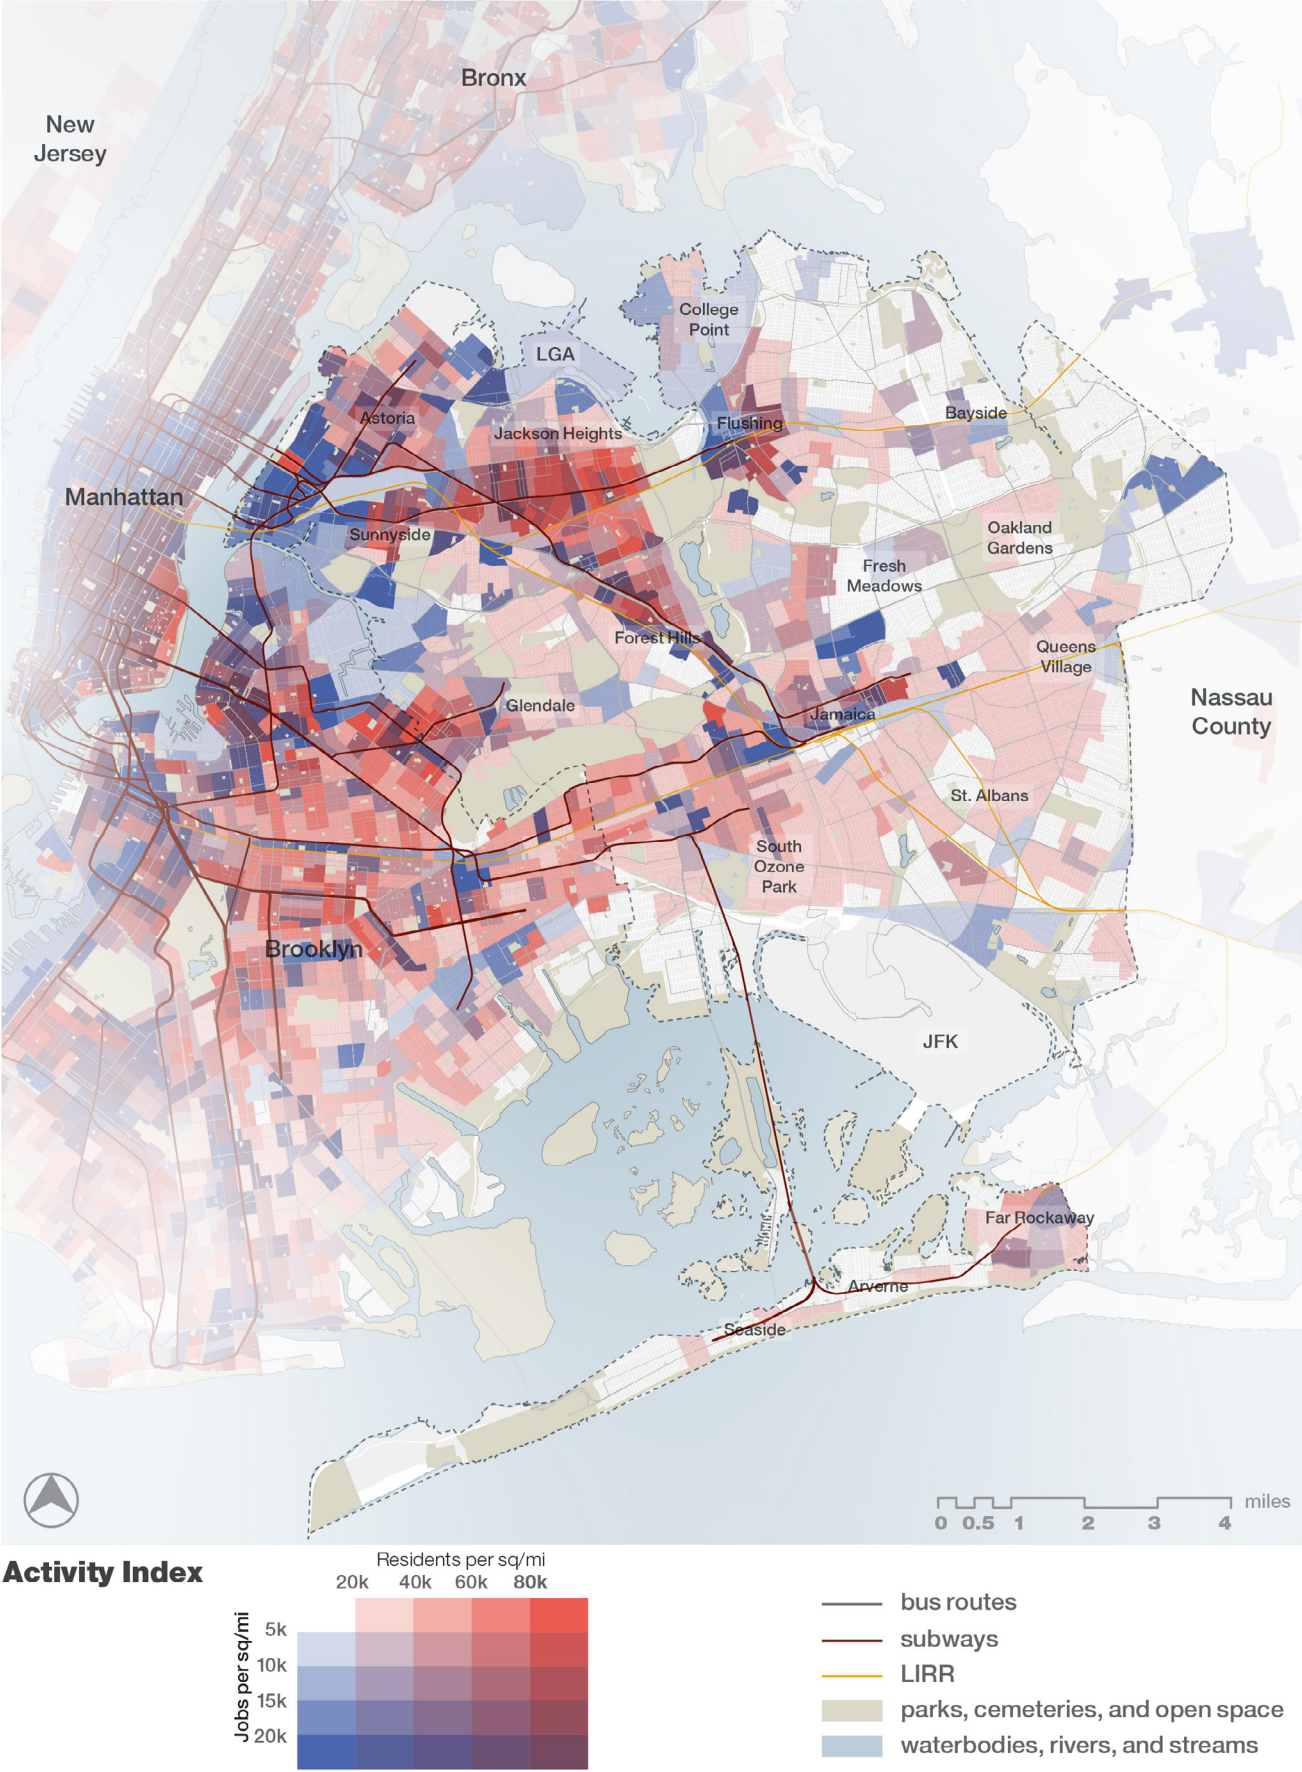 Bronx
New
Jersey
College
Point
LGA
Astoria
Jackson Heights
Flushing
Bayside
Manhattan
Sunnyside
Oakland
Gardens
Fresh
Meadows
Forest Hills
Queens
Village
Glendale
Jamaica
Nassau
County
St. Albans
South
Ozone
Park
Brooklyn
JFK
Far Rockaway
Arverne
Seaside
miles
0 0.5 1 2 3 4
Activity Index
Residents per sq/mi
20k 40k 60k 80k
Jobs per sq/mi
5k
10k
15k
20k
bus routes
subways
LIRR
parks, cemeteries, and open space
waterbodies, rivers, and streams